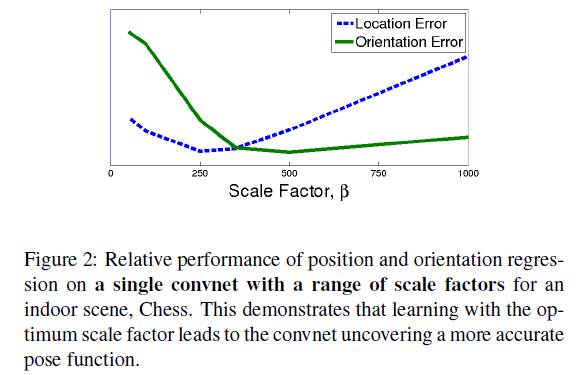 Location Error
Orientation Error
0 250 500 750 1000
Scale Factor, β
Figure 2: Relative performance of position and orientation regres-
sion on a single convnet with a range of scale factors for an
indoor scene, Chess. This demonstrates that learning with the op-
timum scale factor leads to the convnet uncovering a more accurate
pose function.